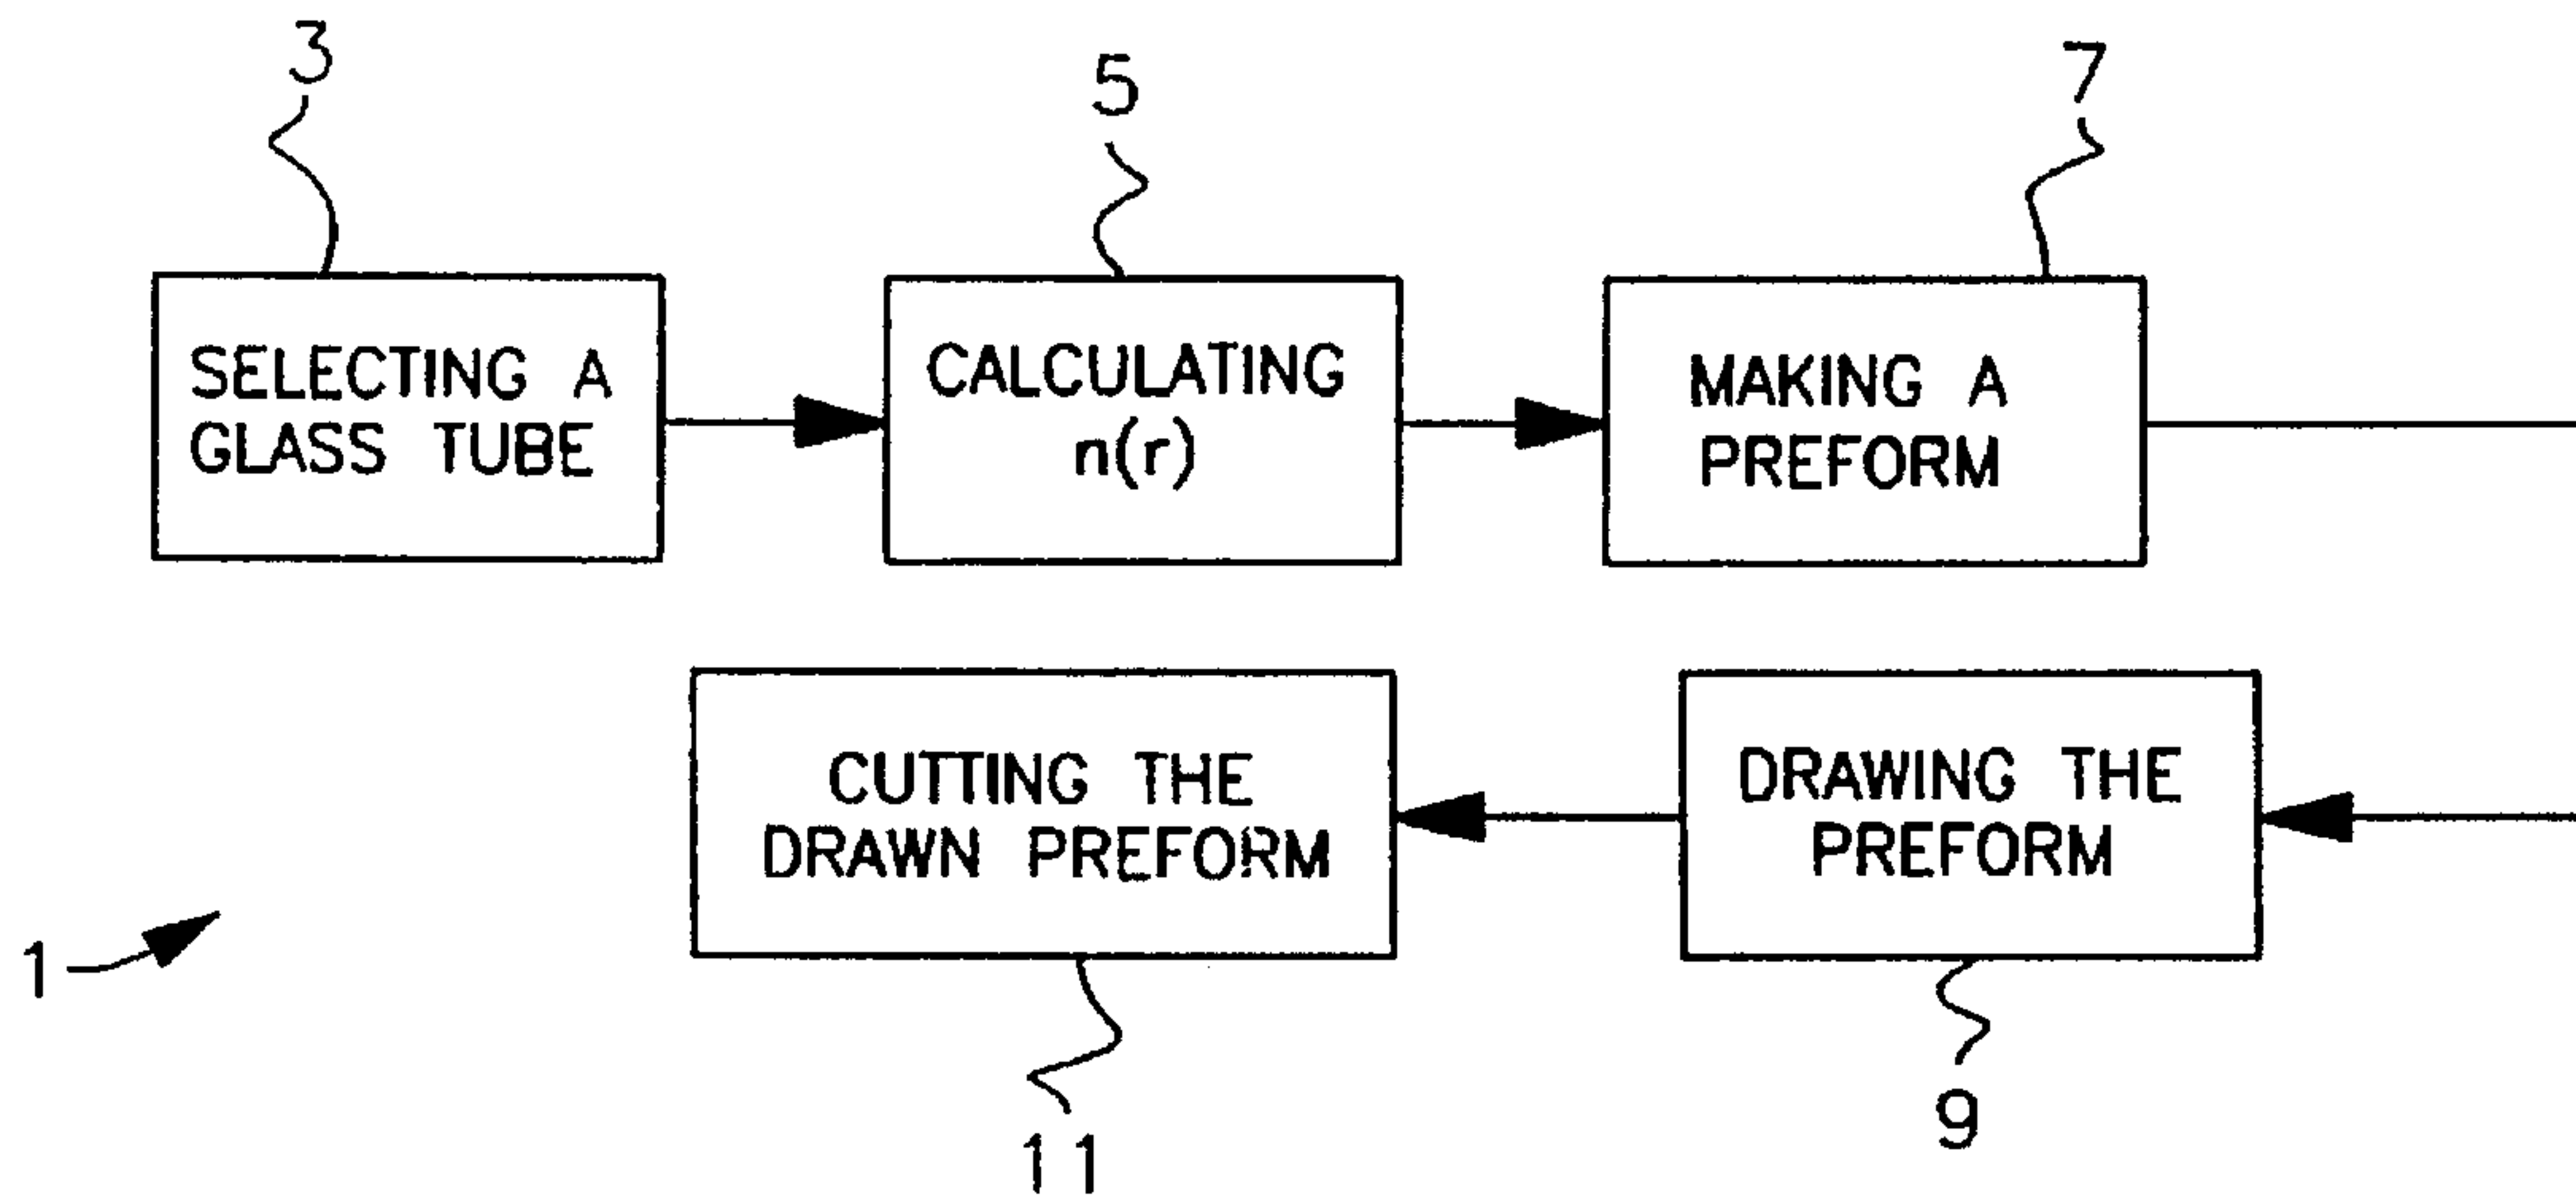 3
5
7
SELECTING A
GLASS TUBE
CALCULATING
n(r)
MAKING A
PREFORM
CUTTING THE
DRAWN PREFORM
DRAWING THE
PREFORM
1
11
9